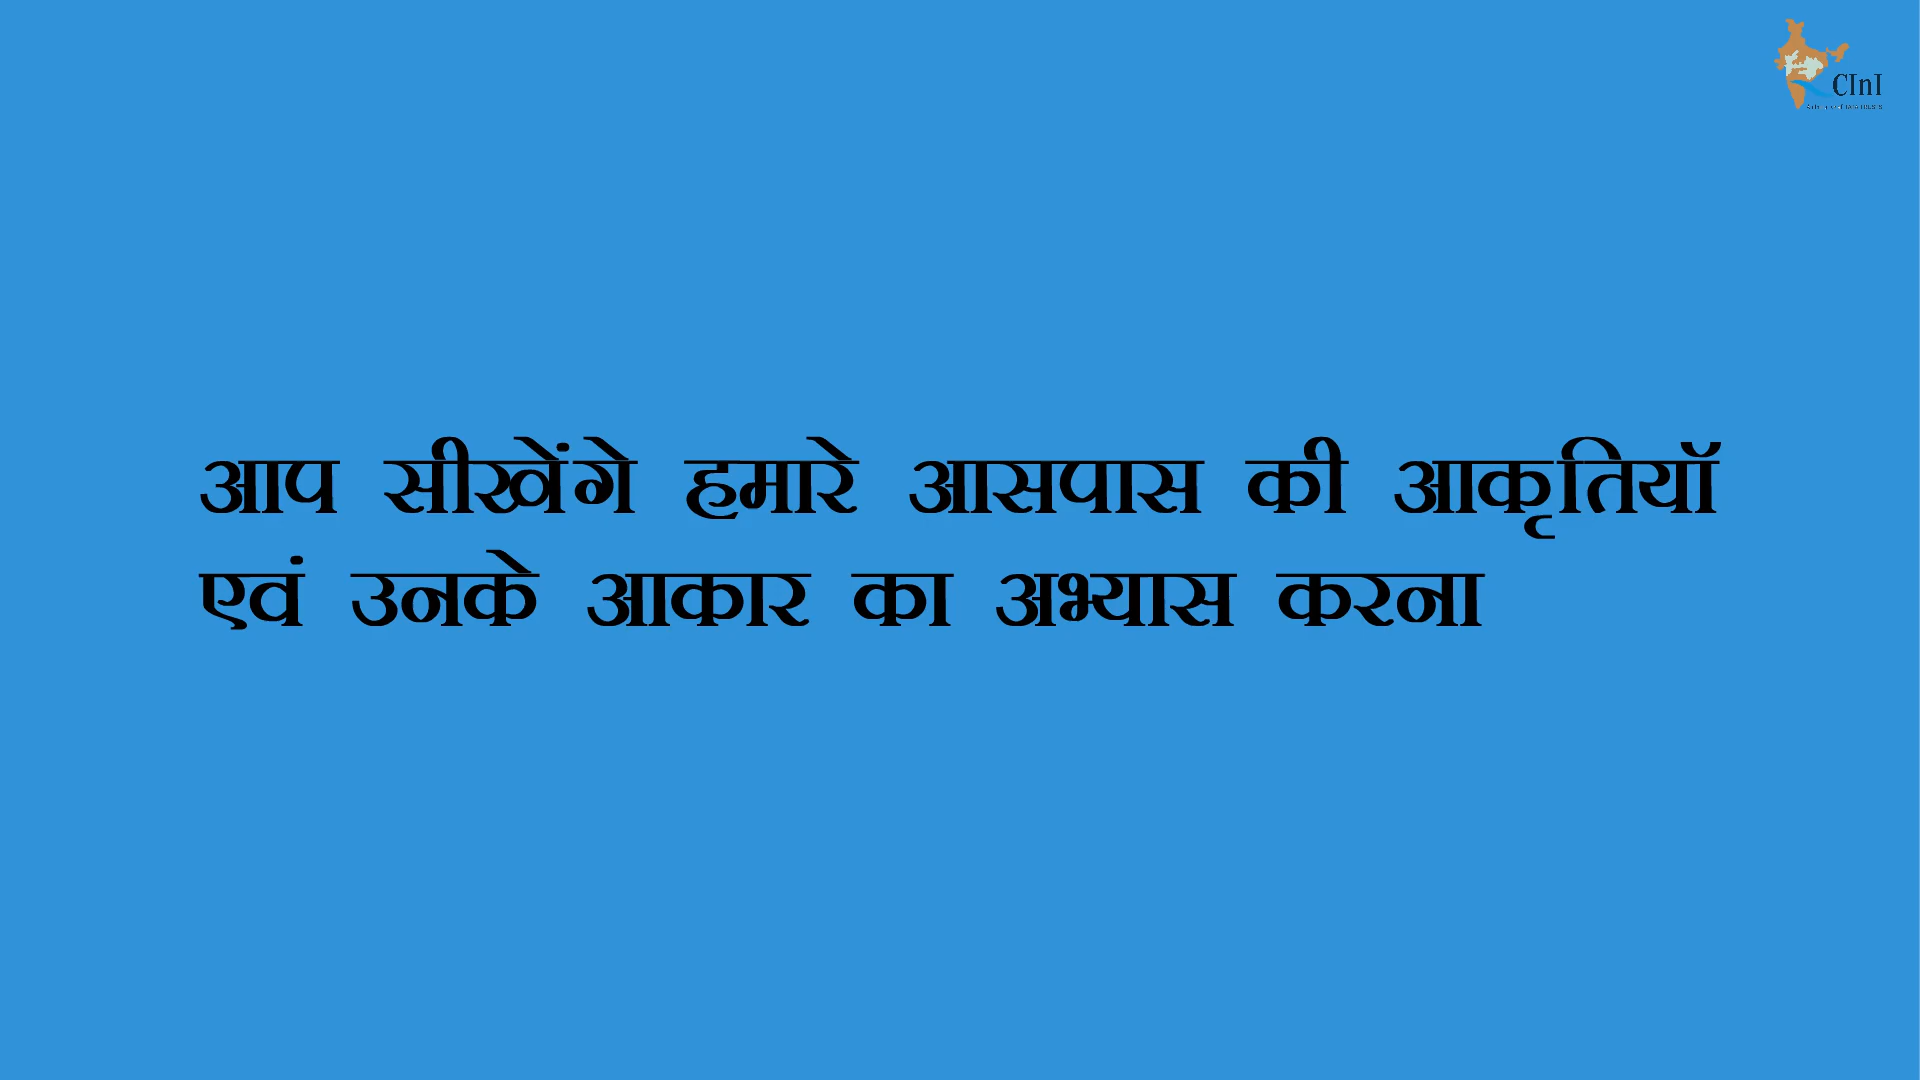 CInI
आप सीखेंगे हमारे आसपास की आकृतियॉ
एवं उनके आकार का अभ्यास करना